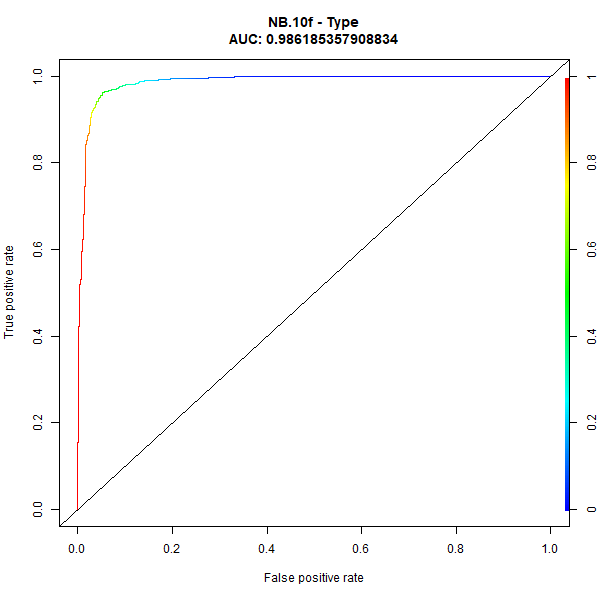 NB.10f - Type
AUC: 0.986185357908834
True positive rate
1.0
0.8
0.6
0.4
0.2
0.0
1
0.8
0.6
0.4
0.2
0
0.0 0.2 0.4 0.6 0.8 1.0
False positive rate